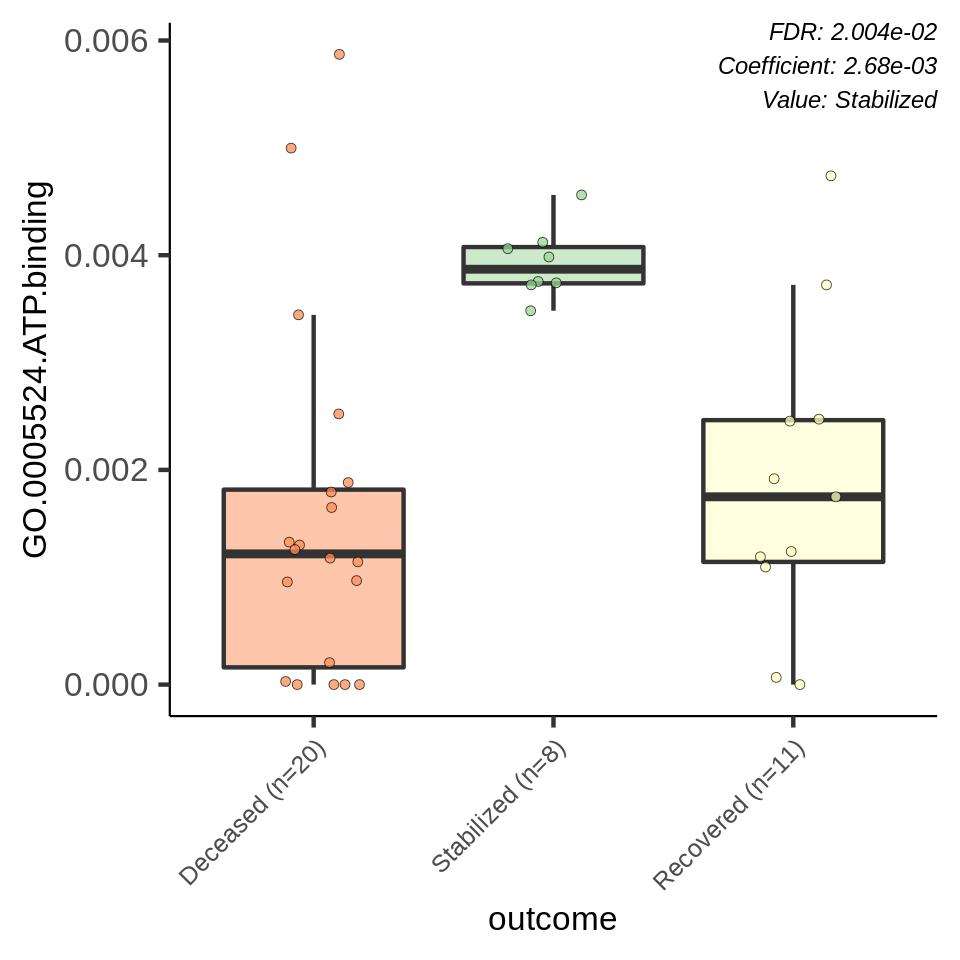 FDR: 2.004e-02
Coefficient: 2.68e-03
Value: Stabilized
GO.0005524.ATP.binding
0.006
0.004
0.002
0.000
Deceased (n=20)
Stabilized (n=8)
Recovered (n=11)
outcome